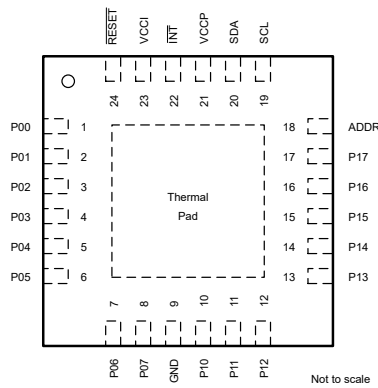 RESET
VCCI
INT
VCCP
SDA
SCL
24
23
22
21
20
19
P00 1
P01 2
P02 3
P03 4
P04 5
P05 6
Thermal
Pad
18 ADDR
17 P17
16 P16
15 P15
14 P14
13 P13
7
8
9
10
11
12
P06
P07
GND
P10
P11
P12
Not to scale